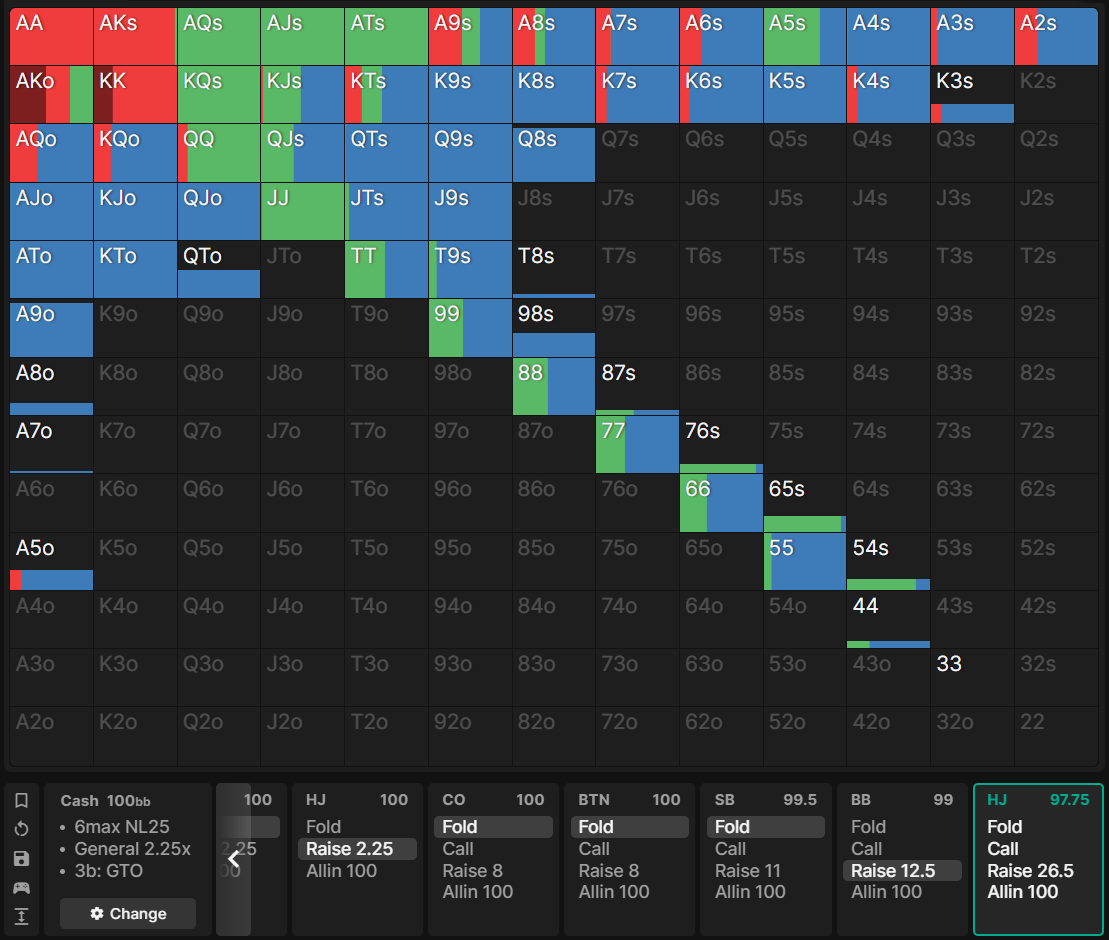 AA AKs AQs AJs ATs A9s A8s A7s A6s A5s A4s A3s A2s
AKo KK KQs KJs KTs K9s K8s K7s K6s K5s K4s K3s K2s
AQo KQo QQ QJs QTs Q9s Q8s Q7s Q6s Q5s Q4s Q3s Q2s
AJo KJo QJo JJ JTs J9s J8s J7s J6s J5s J4s J3s J2s
ATo KTo QTo JTo TT T9s T8s T7s T6s T5s T4s T3s T2s
A9o K9o Q9o J9o T9o 99 98s 97s 96s 95s 94s 93s 92s
A8o K8o Q8o J8o T8o 98o 88 87s 86s 85s 84s 83s 82s
A7o K7o Q7o J7o T7o 97o 87o 77 76s 75s 74s 73s 72s
A6o K6o Q6o J6o T6o 96o 86o 76o 66 65s 64s 63s 62s
A5o K5o Q5o J5o T5o 95o 85o 75o 65o 55 54s 53s 52s
A4o K4o Q4o J4o T4o 94o 84o 74o 64o 54o 44 43s 42s
A3o K3o Q3o J3o T3o 93o 83o 73o 63o 53o 43o 33 32s
A2o K2o Q2o J2o T2o 92o 82o 72o 62o 52o 42o 32o 22
Cash 100bb
• 6max NL25
• General 2.25x
• 3b: GTO
Change
100
2.25
00
HJ 100
Fold
Raise 2.25
Allin 100
CO 100
Fold
Call
Raise 8
Allin 100
BTN 100
Fold
Call
Raise 8
Allin 100
SB 99.5
Fold
Call
Raise 11
Allin 100
BB 99
Fold
Call
Raise 12.5
Allin 100
HJ 97.75
Fold
Call
Raise 26.5
Allin 100